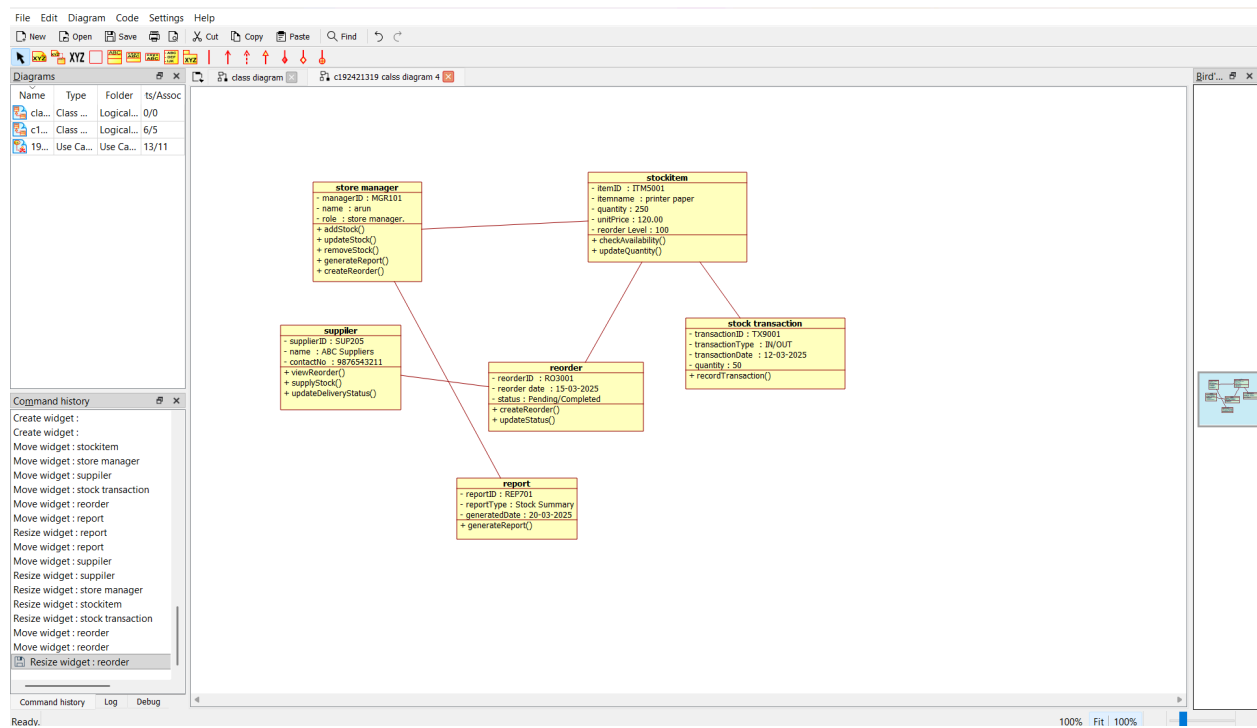 File Edit Diagram Code Settings Help
New Open Save Cut Copy Paste Find
XYZ
Diagrams
class diagram
c192421319 calss diagram 4
Bird'...
Name Type Folder ts/Assoc
cla... Class ... Logical... 0/0
c1... Class ... Logical... 6/5
19... Use Ca... Use Ca... 13/11
store manager
- managerID : MGR101
- name : arun
- role : store manager.
+ addStock()
+ updateStock()
+ removeStock()
+ generateReport()
+ createReorder()
stockitem
- itemID : ITM5001
- itemname : printer paper
- quantity : 250
- unitPrice : 120.00
- reorder Level : 100
+ checkAvailability()
+ updateQuantity()
suppiler
- supplierID : SUP205
- name : ABC Suppliers
- contactNo : 9876543211
+ viewReorder()
+ supplyStock()
+ updateDeliveryStatus()
reorder
- reorderID : RO3001
- reorder date : 15-03-2025
- status : Pending/Completed
+ createReorder()
+ updateStatus()
stock transaction
- transactionID : TX9001
- transactionType : IN/OUT
- transactionDate : 12-03-2025
- quantity : 50
+ recordTransaction()
report
- reportID : REP701
- reportType : Stock Summary
- generatedDate : 20-03-2025
+ generateReport()
Command history
Create widget :
Create widget :
Move widget : stockitem
Move widget : store manager
Move widget : suppiler
Move widget : stock transaction
Move widget : reorder
Move widget : report
Resize widget : report
Move widget : report
Move widget : suppiler
Resize widget : suppiler
Resize widget : store manager
Resize widget : stockitem
Resize widget : stock transaction
Move widget : reorder
Move widget : reorder
Resize widget : reorder
Command history Log Debug
Ready.
100% Fit 100%